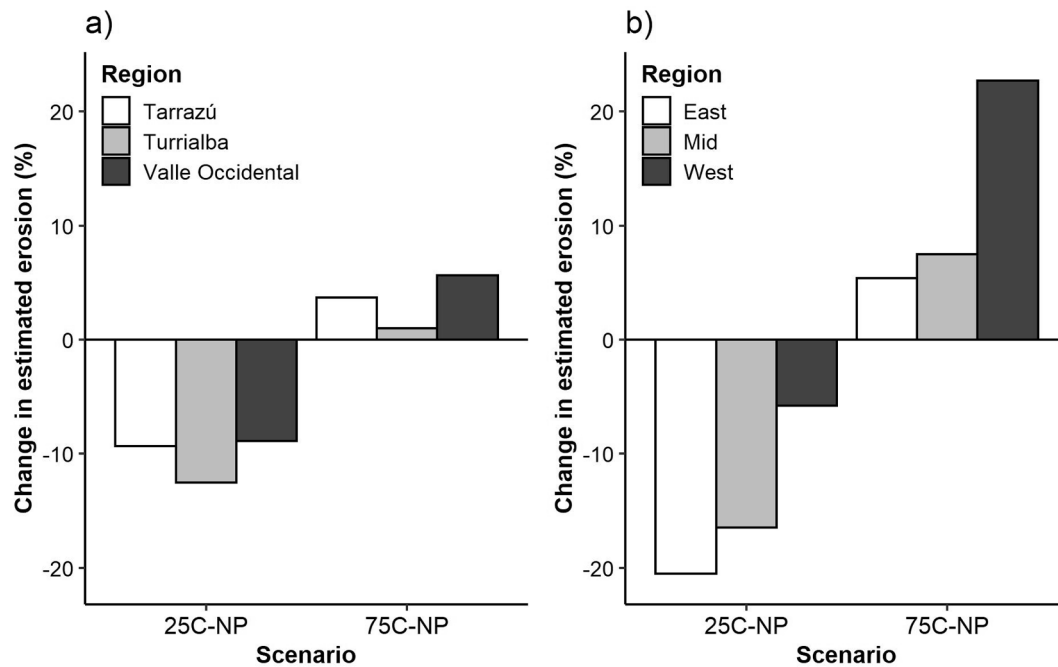 a)
Region
Tarrazú
Turrialba
Valle Occidental
Change in estimated erosion (%)
20
10
0
-10
-20
25C-NP 75C-NP
Scenario
b)
Region
East
Mid
West
Change in estimated erosion (%)
20
10
0
-10
-20
25C-NP 75C-NP
Scenario